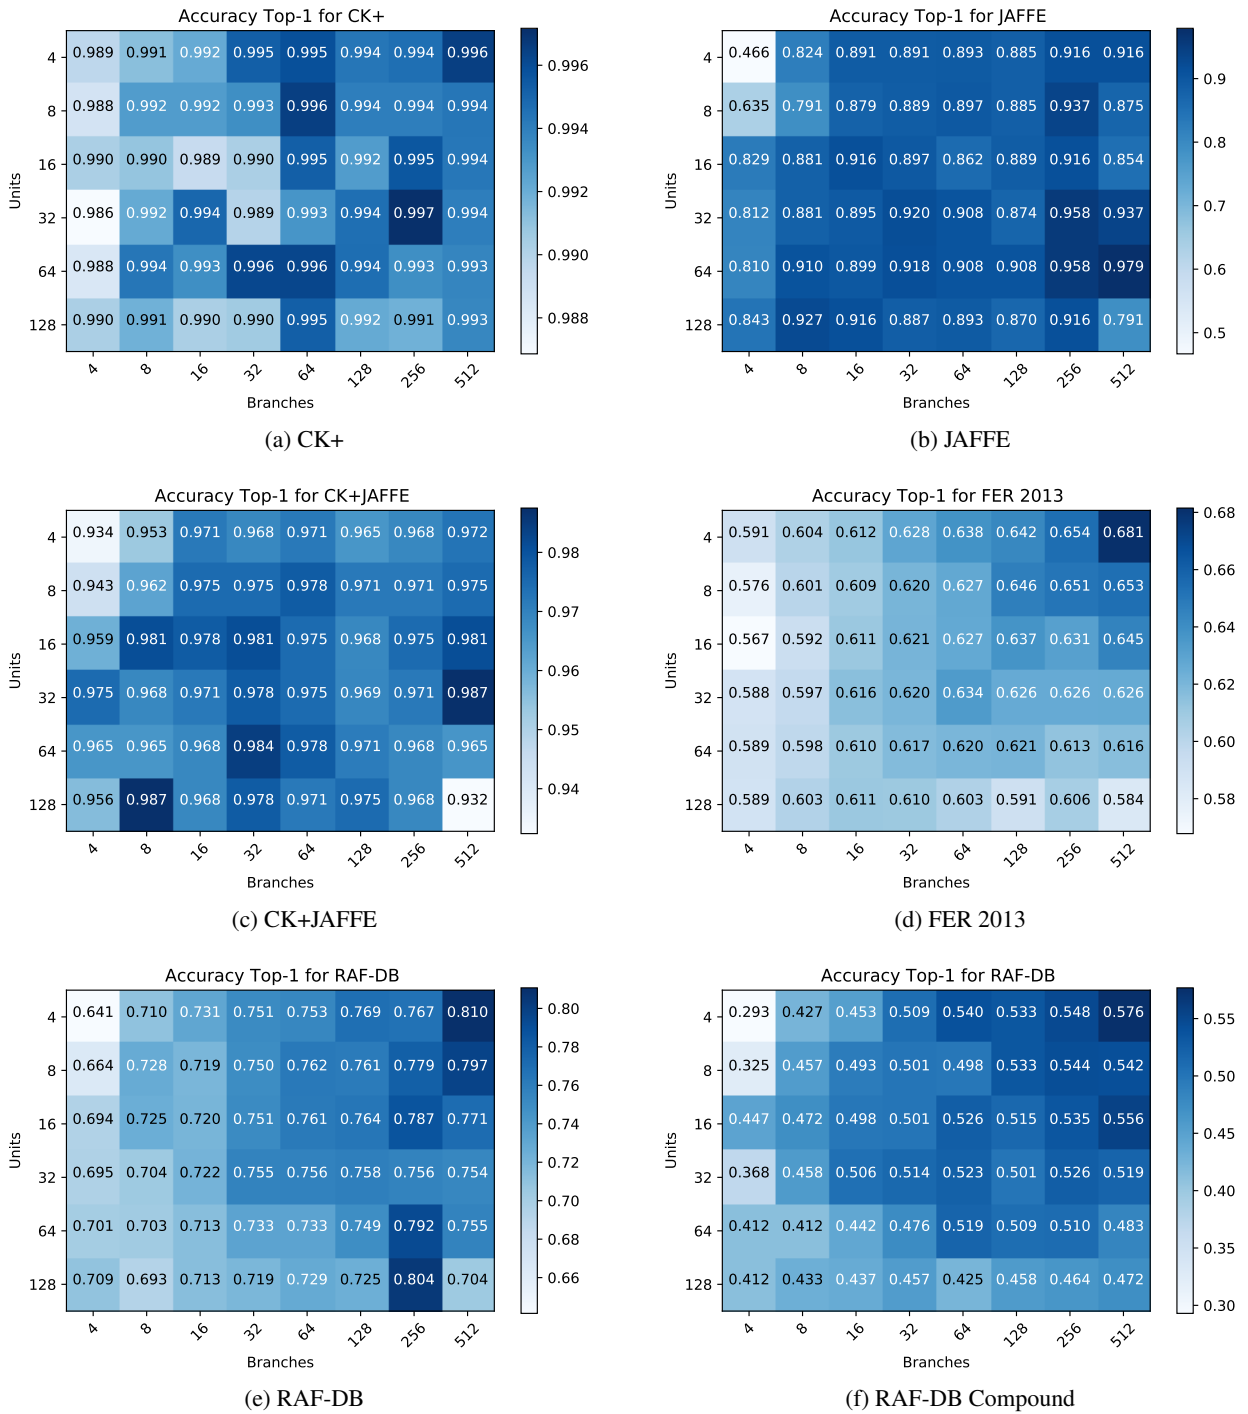 Accuracy Top-1 for CK+
Units
4 0.989 0.991 0.992 0.995 0.995 0.994 0.994 0.996
8 0.988 0.992 0.992 0.993 0.996 0.994 0.994 0.994
16 0.990 0.990 0.989 0.990 0.995 0.992 0.995 0.994
32 0.986 0.992 0.994 0.989 0.993 0.994 0.997 0.994
64 0.988 0.994 0.993 0.996 0.996 0.994 0.993 0.993
128 0.990 0.991 0.990 0.990 0.995 0.992 0.991 0.993
4 8 16 32 64 128 256 512
Branches
0.996
0.994
0.992
0.990
0.988
(a) CK+
Accuracy Top-1 for JAFFE
Units
4 0.466 0.824 0.891 0.891 0.893 0.885 0.916 0.916
8 0.635 0.791 0.879 0.889 0.897 0.885 0.937 0.875
16 0.829 0.881 0.916 0.897 0.862 0.889 0.916 0.854
32 0.812 0.881 0.895 0.920 0.908 0.874 0.958 0.937
64 0.810 0.910 0.899 0.918 0.908 0.908 0.958 0.979
128 0.843 0.927 0.916 0.887 0.893 0.870 0.916 0.791
4 8 16 32 64 128 256 512
Branches
0.9
0.8
0.7
0.6
0.5
(b) JAFFE
Accuracy Top-1 for CK+JAFFE
Units
4 0.934 0.953 0.971 0.968 0.971 0.965 0.968 0.972
8 0.943 0.962 0.975 0.975 0.978 0.971 0.971 0.975
16 0.959 0.981 0.978 0.981 0.975 0.968 0.975 0.981
32 0.975 0.968 0.971 0.978 0.975 0.969 0.971 0.987
64 0.965 0.965 0.968 0.984 0.978 0.971 0.968 0.965
128 0.956 0.987 0.968 0.978 0.971 0.975 0.968 0.932
4 8 16 32 64 128 256 512
Branches
0.98
0.97
0.96
0.95
0.94
(c) CK+JAFFE
Accuracy Top-1 for FER 2013
Units
4 0.591 0.604 0.612 0.628 0.638 0.642 0.654 0.681
8 0.576 0.601 0.609 0.620 0.627 0.646 0.651 0.653
16 0.567 0.592 0.611 0.621 0.627 0.637 0.631 0.645
32 0.588 0.597 0.616 0.620 0.634 0.626 0.626 0.626
64 0.589 0.598 0.610 0.617 0.620 0.621 0.613 0.616
128 0.589 0.603 0.611 0.610 0.603 0.591 0.606 0.584
4 8 16 32 64 128 256 512
Branches
0.68
0.66
0.64
0.62
0.60
0.58
(d) FER 2013
Accuracy Top-1 for RAF-DB
Units
4 0.641 0.710 0.731 0.751 0.753 0.769 0.767 0.810
8 0.664 0.728 0.719 0.750 0.762 0.761 0.779 0.797
16 0.694 0.725 0.720 0.751 0.761 0.764 0.787 0.771
32 0.695 0.704 0.722 0.755 0.756 0.758 0.756 0.754
64 0.701 0.703 0.713 0.733 0.733 0.749 0.792 0.755
128 0.709 0.693 0.713 0.719 0.729 0.725 0.804 0.704
4 8 16 32 64 128 256 512
Branches
0.80
0.78
0.76
0.74
0.72
0.70
0.68
0.66
(e) RAF-DB
Accuracy Top-1 for RAF-DB
Units
4 0.293 0.427 0.453 0.509 0.540 0.533 0.548 0.576
8 0.325 0.457 0.493 0.501 0.498 0.533 0.544 0.542
16 0.447 0.472 0.498 0.501 0.526 0.515 0.535 0.556
32 0.368 0.458 0.506 0.514 0.523 0.501 0.526 0.519
64 0.412 0.412 0.442 0.476 0.519 0.509 0.510 0.483
128 0.412 0.433 0.437 0.457 0.425 0.458 0.464 0.472
4 8 16 32 64 128 256 512
Branches
0.55
0.50
0.45
0.40
0.35
0.30
(f) RAF-DB Compound